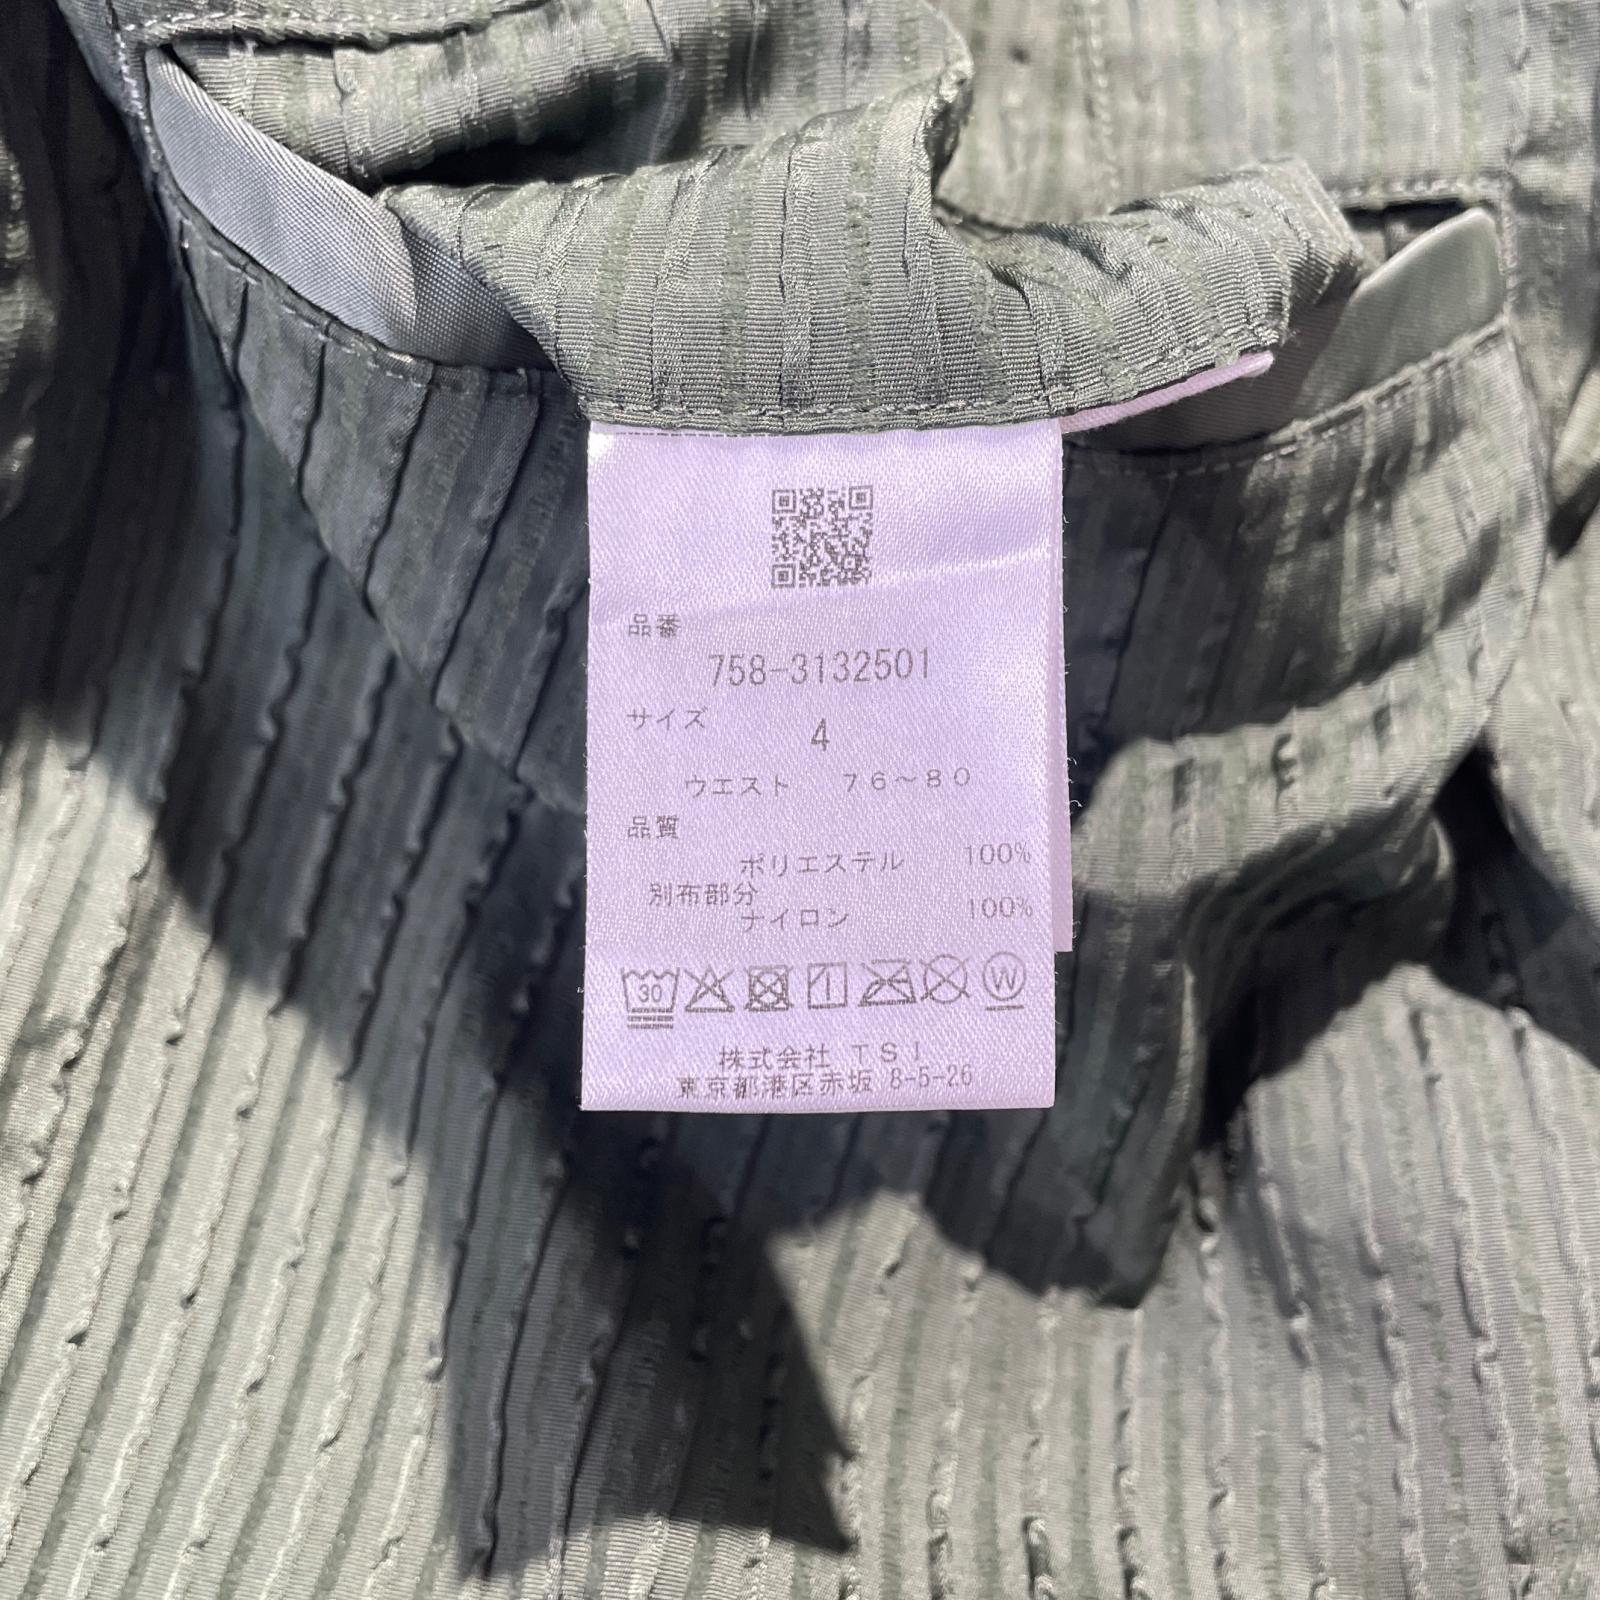 品番
758-3132501
サイズ
4
ウエスト 76~80
品質
ポリエステル 100%
別布部分
ナイロン 100%
30
W
株式会社 TSI
東京都港区赤坂 8-5-26